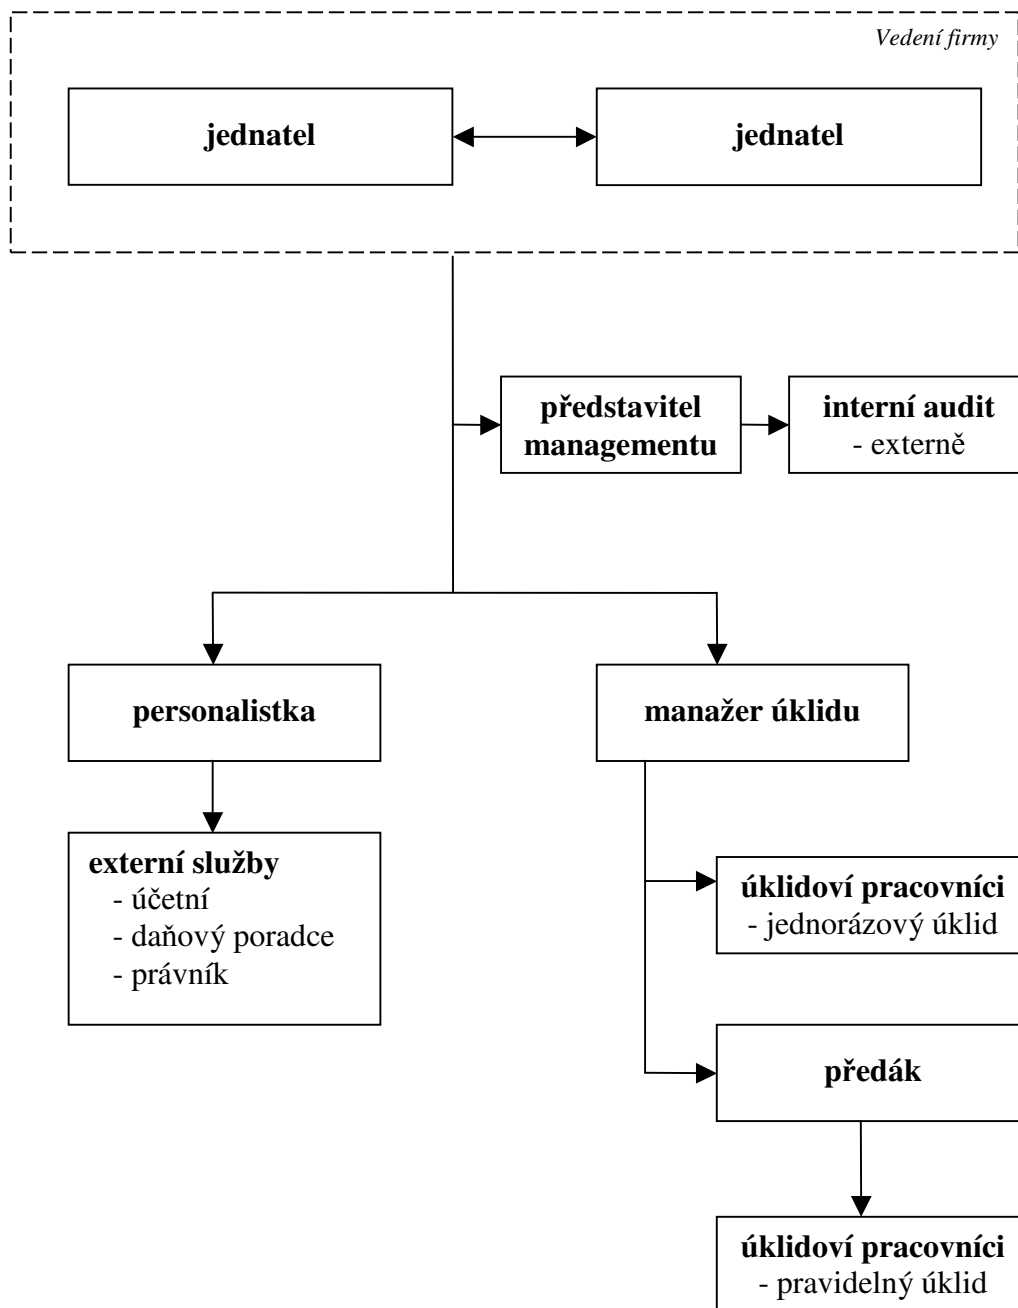 Vedení firmy
jednatel
jednatel
představitel
managementu
interní audit
- externě
personalistka
manažer úklidu
externí služby
- účetní
- daňový poradce
- právník
úklidoví pracovníci
- jednorázový úklid
předák
úklidoví pracovníci
- pravidelný úklid